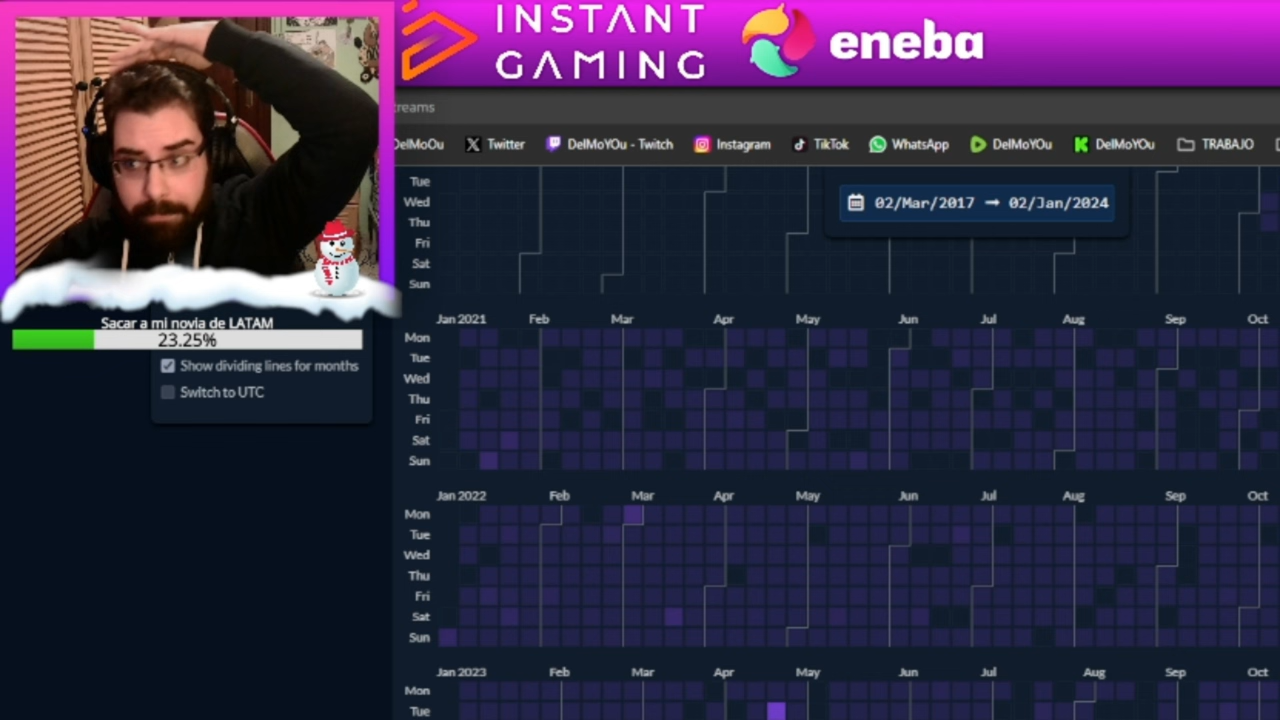 INSTANT
GAMING
eneba
treams
DelMoOu Twitter DelMoYOu - Twitch Instagram TikTok WhatsApp DelMoYOu DelMoYOu TRABAJO
Tue
Wed
Thu
Fri
Sat
Sun
02/Mar/2017 → 02/Jan/2024
Sacar a mi novia de LATAM
23.25%
Show dividing lines for months
Switch to UTC
Jan 2021 Feb Mar Apr May Jun Jul Aug Sep Oct
Mon
Tue
Wed
Thu
Fri
Sat
Sun
Jan 2022 Feb Mar Apr May Jun Jul Aug Sep Oct
Mon
Tue
Wed
Thu
Fri
Sat
Sun
Jan 2023 Feb Mar Apr May Jun Jul Aug Sep Oct
Mon
Tue